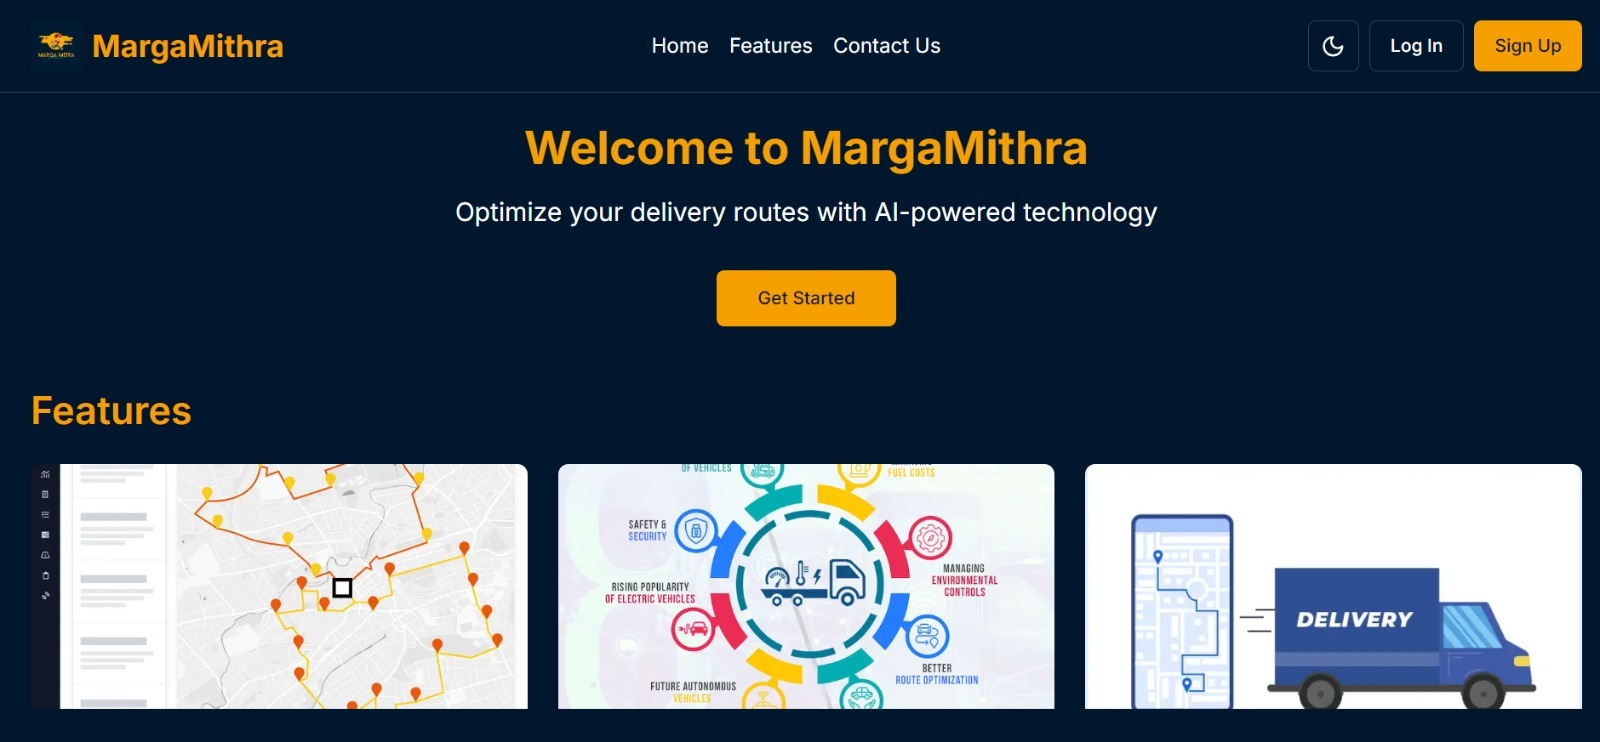 MARGA MITRA
MargaMithra
Home Features Contact Us
Log In
Sign Up
Welcome to MargaMithra
Optimize your delivery routes with AI-powered technology
Get Started
Features
OF VEHICLES
FUEL COSTS
SAFETY &
SECURITY
MANAGING
ENVIRONMENTAL
CONTROLS
RISING POPULARITY
OF ELECTRIC VEHICLES
BETTER
ROUTE OPTIMIZATION
FUTURE AUTONOMOUS
VEHICLES
DELIVERY